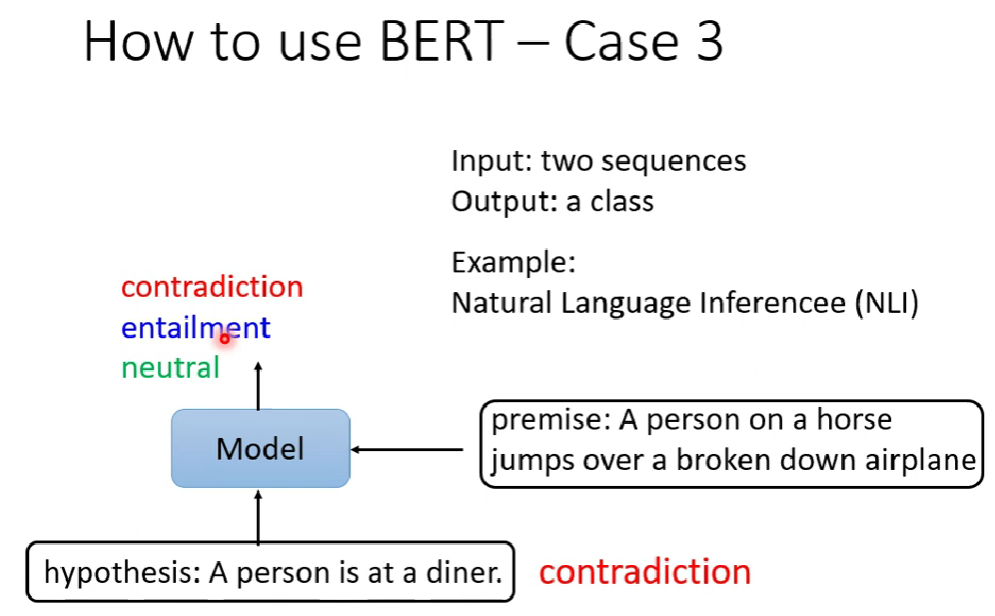 How to use BERT – Case 3
Input: two sequences
Output: a class
Example:
Natural Language Inferencee (NLI)
contradiction
entailment
neutral
Model
premise: A person on a horse
jumps over a broken down airplane
hypothesis: A person is at a diner.
contradiction